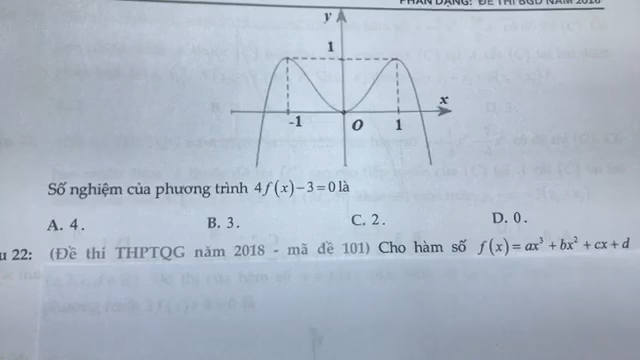 PHÂN DẠNG: ĐỀ THI BGD NĂM 2018
y
1
x
-1 O 1
Số nghiệm của phương trình 4f(x)−3=0 là
A. 4. B. 3. C. 2. D. 0.
u 22: (Đề thi THPTQG năm 2018 - mã đề 101) Cho hàm số f(x)=ax³+bx²+cx+d